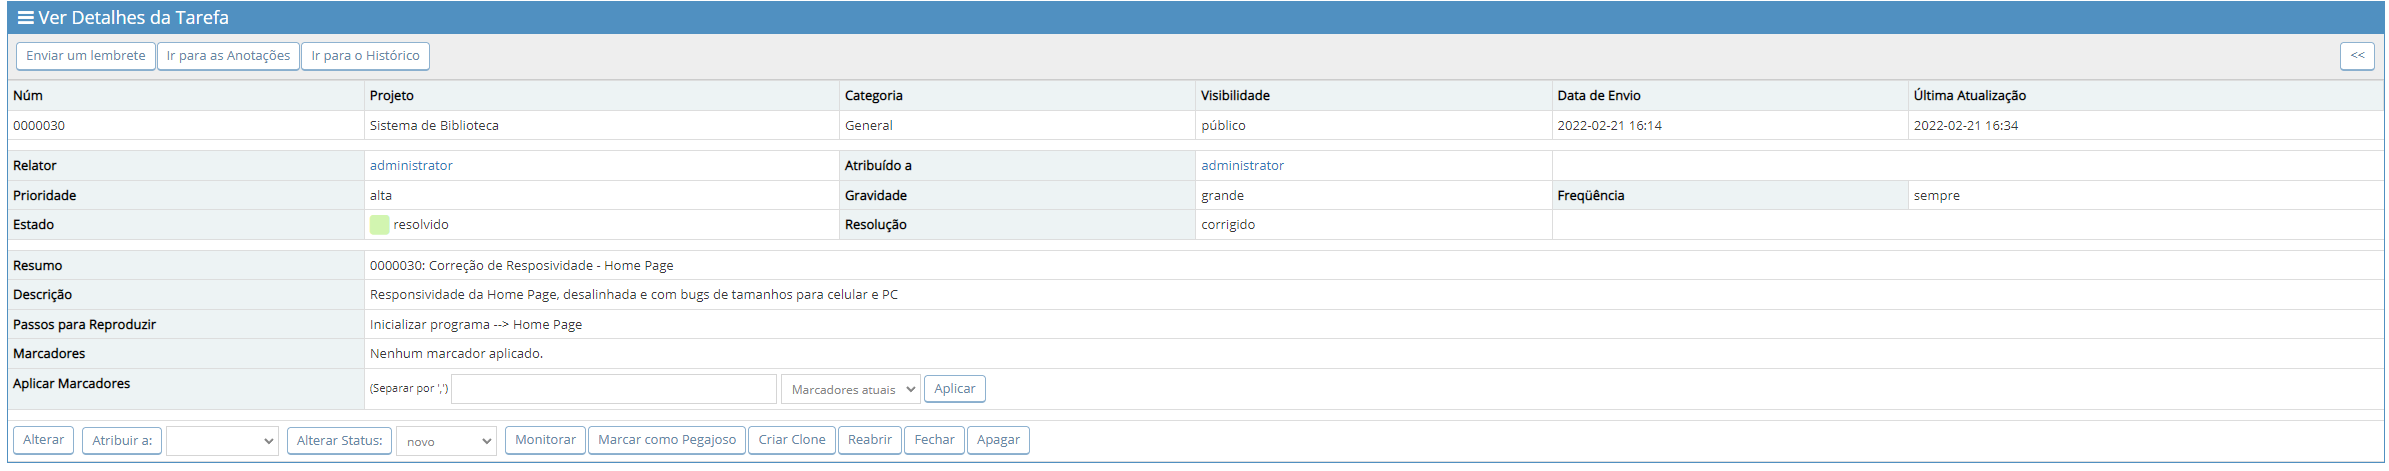 Ver Detalhes da Tarefa
Enviar um lembrete Ir para as Anotações Ir para o Histórico <<
Núm Projeto Categoria Visibilidade Data de Envio Última Atualização
0000030 Sistema de Biblioteca General público 2022-02-21 16:14 2022-02-21 16:34
Relator administrator Atribuído a administrator
Prioridade alta Gravidade grande Freqüência sempre
Estado resolvido Resolução corrigido
Resumo 0000030: Correção de Resposividade - Home Page
Descrição Responsividade da Home Page, desalinhada e com bugs de tamanhos para celular e PC
Passos para Reproduzir Inicializar programa --> Home Page
Marcadores Nenhum marcador aplicado.
Aplicar Marcadores (Separar por ',') Marcadores atuais Aplicar
Alterar Atribuir a: Alterar Status: novo Monitorar Marcar como Pegajoso Criar Clone Reabrir Fechar Apagar